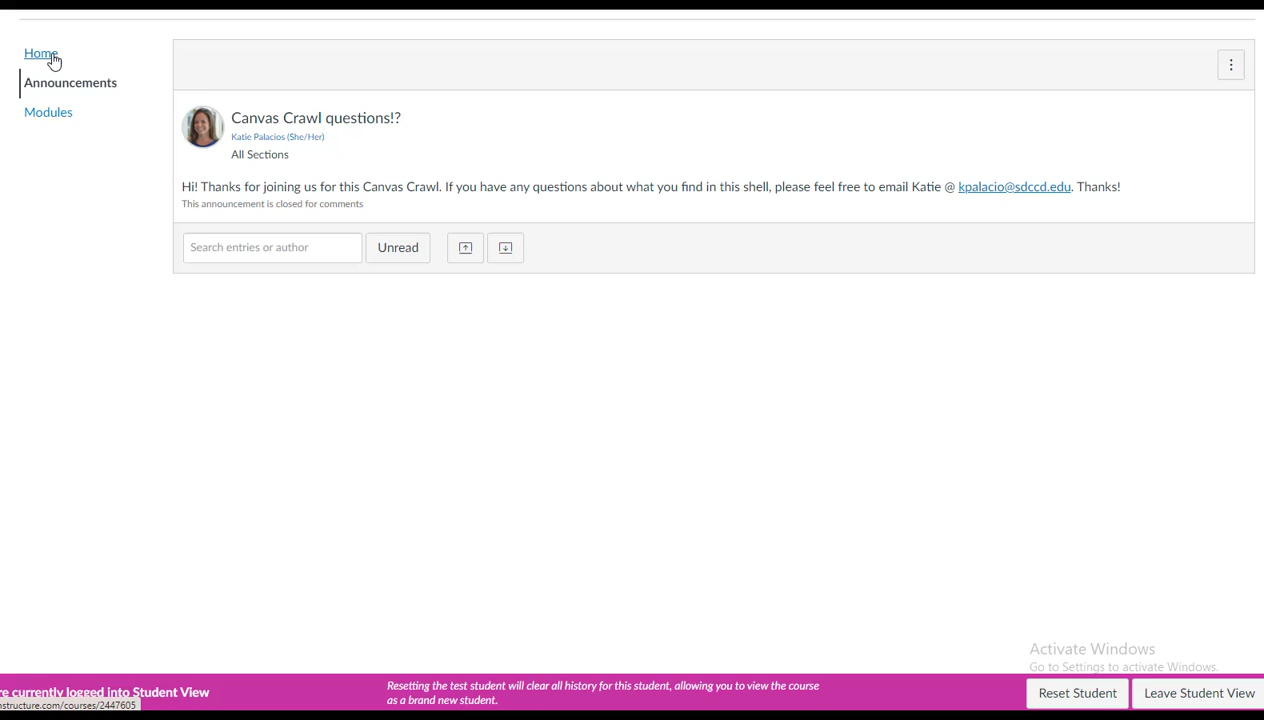 Home
Announcements
Modules
Canvas Crawl questions!?
Katie Palacios (She/Her)
All Sections
Hi! Thanks for joining us for this Canvas Crawl. If you have any questions about what you find in this shell, please feel free to email Katie @ kpalacio@sdccd.edu. Thanks!
This announcement is closed for comments
Search entries or author
Unread
Activate Windows
Go to Settings to activate Windows.
re currently logged into Student View
Resetting the test student will clear all history for this student, allowing you to view the course
as a brand new student.
Reset Student
Leave Student View
nstructure.com/courses/2447605